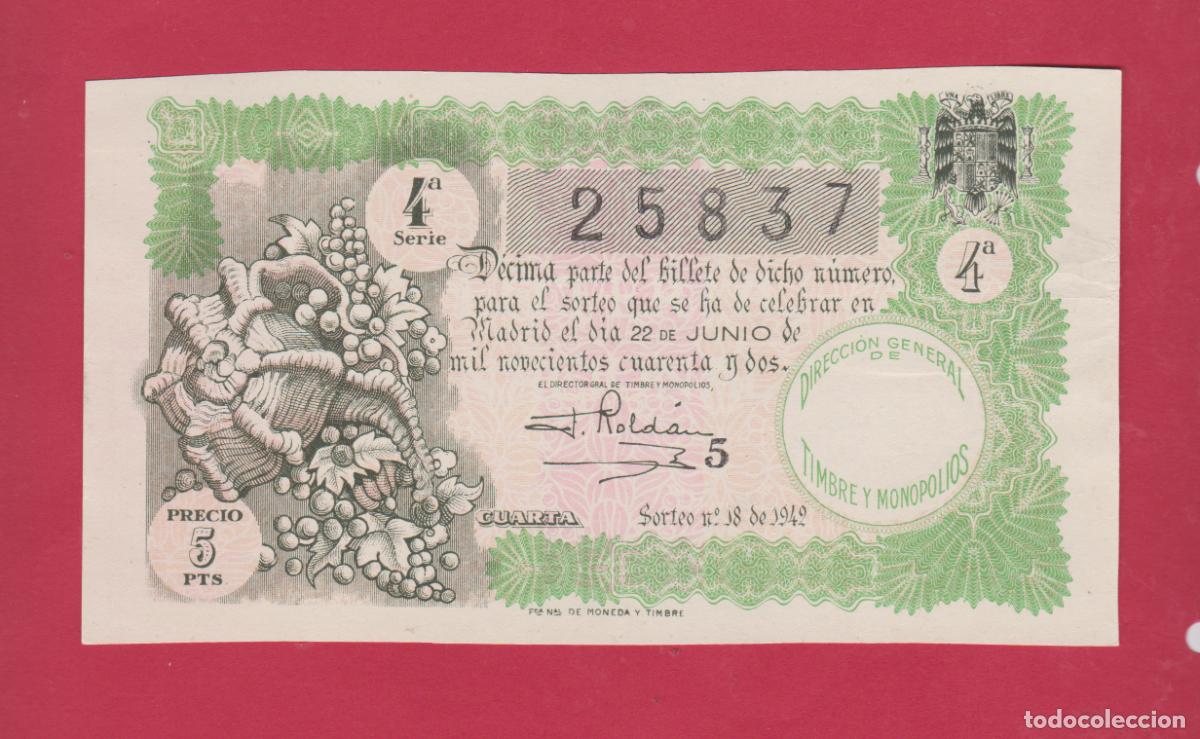 UNA LIBRE
4ª
Serie
25837
4ª
Décima parte del billete de dicho número,
para el sorteo que se ha de celebrar en
Madrid el dia 22 DE JUNIO de
mil novecientos cuarenta y dos.
EL DIRECTOR GRAL DE TIMBRE Y MONOPOLIOS,
F. Roldán
5
DIRECCIÓN GENERAL
DE
TIMBRE Y MONOPOLIOS
PRECIO
5
PTS
CUARTA
Sorteo nº 18 de 1942
Fca Nal DE MONEDA Y TIMBRE
todocoleccion